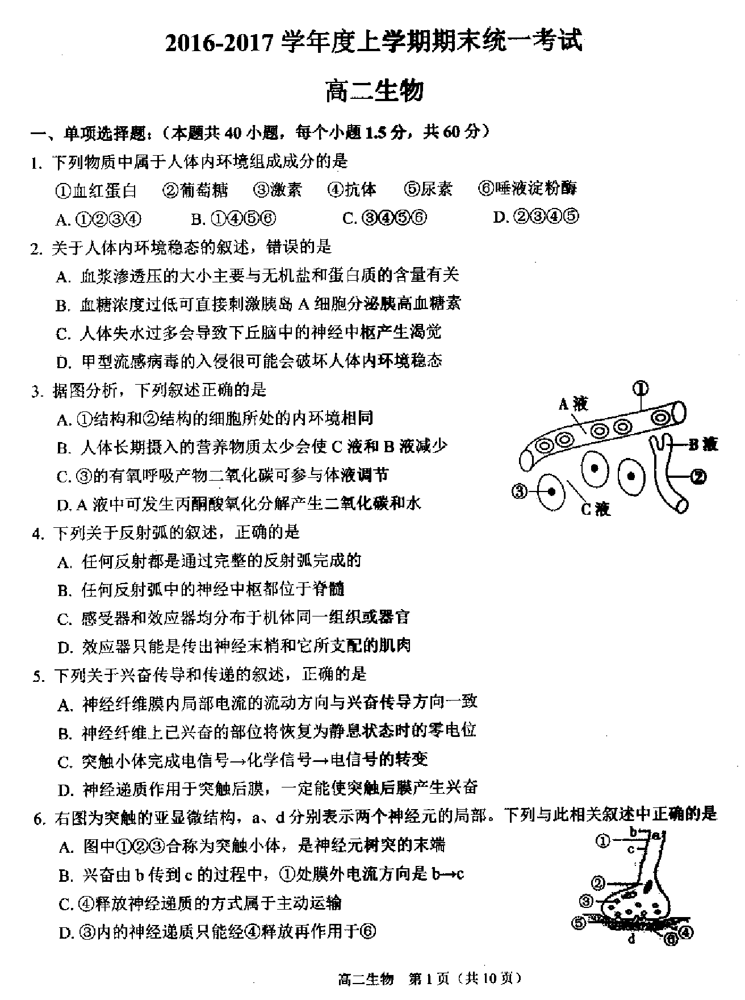 2016-2017 学年度上学期期末统一考试
高二生物
一、单项选择题：（本题共 40 小题，每个小题 1.5 分，共 60 分）
1. 下列物质中属于人体内环境组成成分的是
①血红蛋白 ②葡萄糖 ③激素 ④抗体 ⑤尿素 ⑥唾液淀粉酶
A. ①②③④ B. ①④⑤⑥ C. ③④⑤⑥ D. ②③④⑤
2. 关于人体内环境稳态的叙述，错误的是
A. 血浆渗透压的大小主要与无机盐和蛋白质的含量有关
B. 血糖浓度过低可直接刺激胰岛 A 细胞分泌胰高血糖素
C. 人体失水过多会导致下丘脑中的神经中枢产生渴觉
D. 甲型流感病毒的入侵很可能会破坏人体内环境稳态
3. 据图分析，下列叙述正确的是
A. ①结构和②结构的细胞所处的内环境相同
B. 人体长期摄入的营养物质太少会使 C 液和 B 液减少
C. ③的有氧呼吸产物二氧化碳可参与体液调节
D. A 液中可发生丙酮酸氧化分解产生二氧化碳和水
①
A 液
B 液
②
③
C 液
4. 下列关于反射弧的叙述，正确的是
A. 任何反射都是通过完整的反射弧完成的
B. 任何反射弧中的神经中枢都位于脊髓
C. 感受器和效应器均分布于机体同一组织或器官
D. 效应器只能是传出神经末梢和它所支配的肌肉
5. 下列关于兴奋传导和传递的叙述，正确的是
A. 神经纤维膜内局部电流的流动方向与兴奋传导方向一致
B. 神经纤维上已兴奋的部位将恢复为静息状态时的零电位
C. 突触小体完成电信号→化学信号→电信号的转变
D. 神经递质作用于突触后膜，一定能使突触后膜产生兴奋
6. 右图为突触的亚显微结构，a、d 分别表示两个神经元的局部。下列与此相关叙述中正确的是
A. 图中①②③合称为突触小体，是神经元树突的末端
B. 兴奋由 b 传到 c 的过程中，①处膜外电流方向是 b→c
C. ④释放神经递质的方式属于主动运输
D. ③内的神经递质只能经④释放再作用于⑥
b a
①
c
②
③
⑤
d ⑥ ④
高二生物 第 1 页（共 10 页）